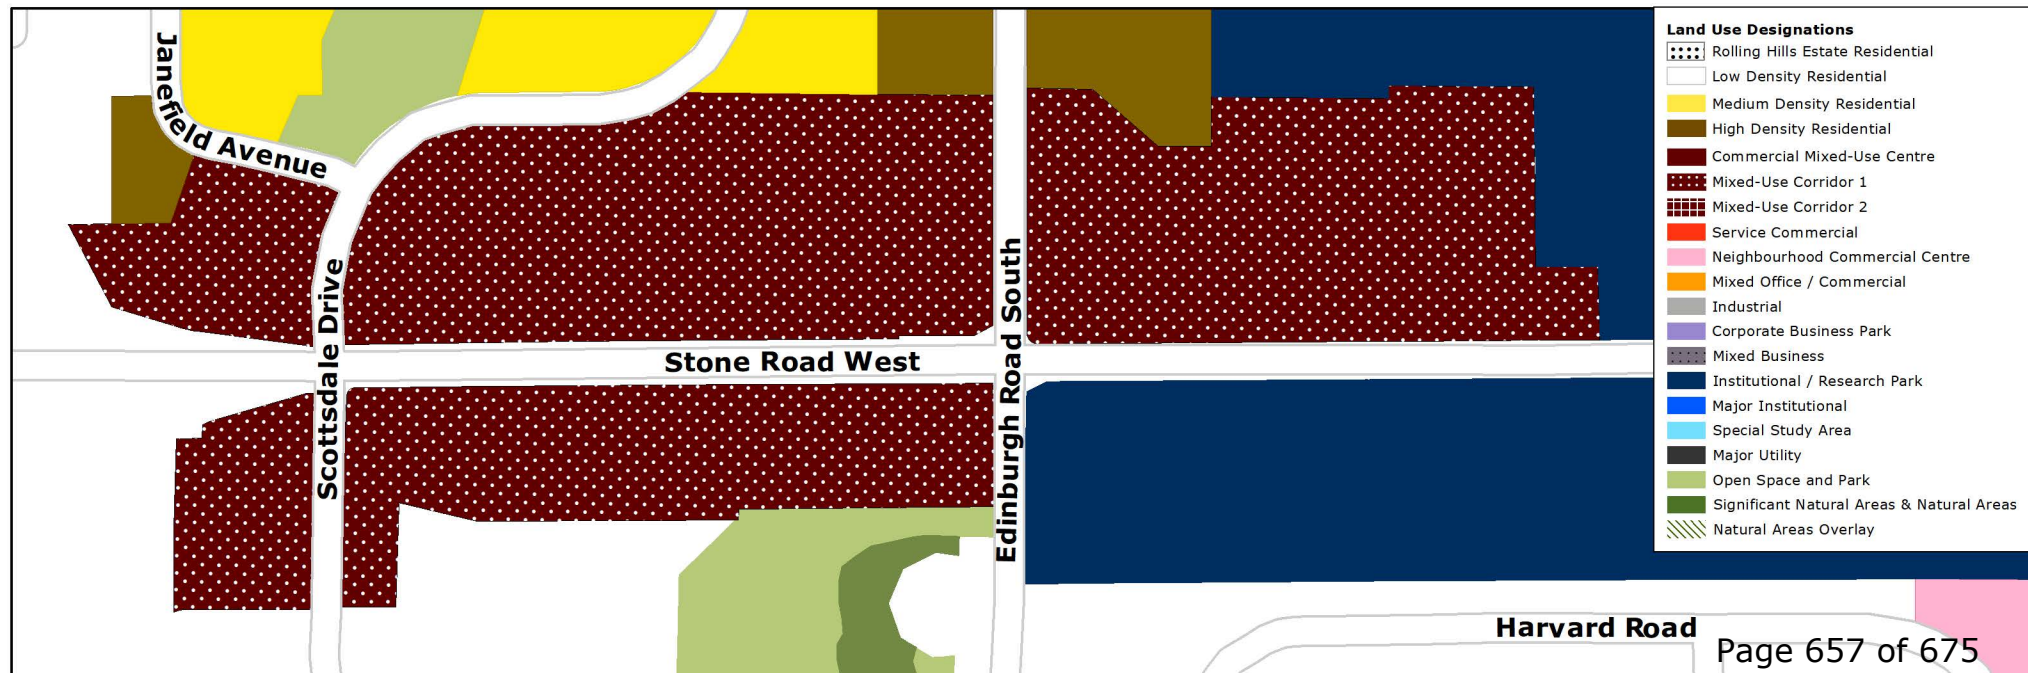 Janefield Avenue
Scottsdale Drive
Stone Road West
Edinburgh Road South
Harvard Road
Land Use Designations
Rolling Hills Estate Residential
Low Density Residential
Medium Density Residential
High Density Residential
Commercial Mixed-Use Centre
Mixed-Use Corridor 1
Mixed-Use Corridor 2
Service Commercial
Neighbourhood Commercial Centre
Mixed Office / Commercial
Industrial
Corporate Business Park
Mixed Business
Institutional / Research Park
Major Institutional
Special Study Area
Major Utility
Open Space and Park
Significant Natural Areas & Natural Areas
Natural Areas Overlay
Page 657 of 675